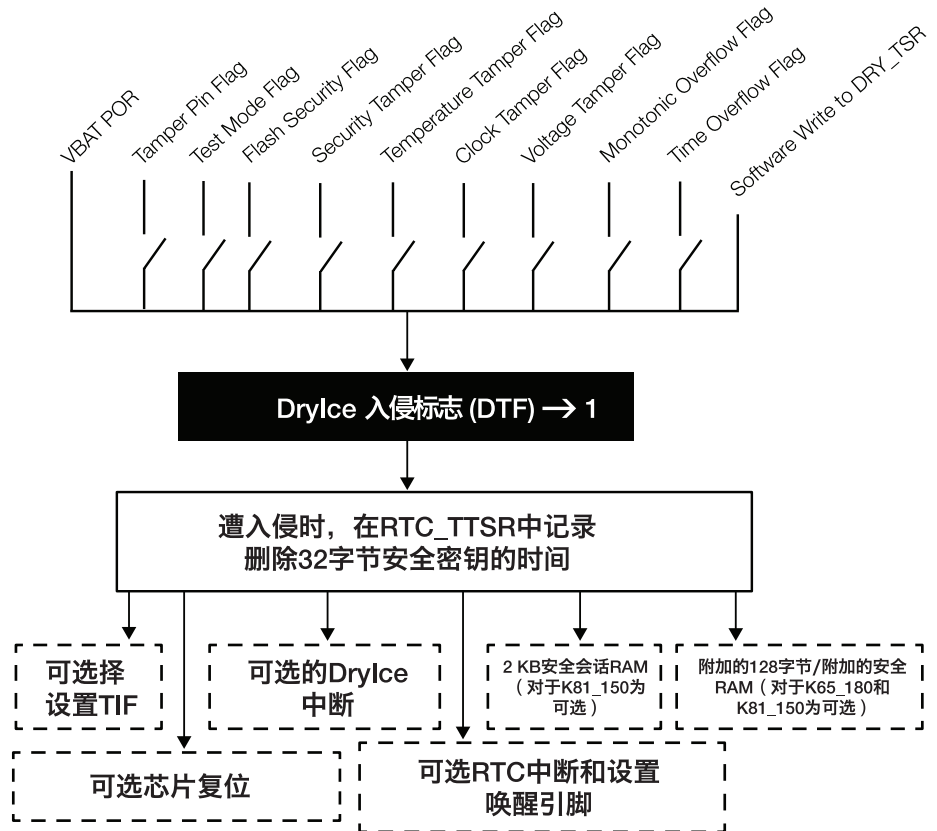 VBAT POR
Tamper Pin Flag
Test Mode Flag
Flash Security Flag
Security Tamper Flag
Temperature Tamper Flag
Clock Tamper Flag
Voltage Tamper Flag
Monotonic Overflow Flag
Time Overflow Flag
Software Write to DRY_TSR
DryIce 入侵标志 (DTF) → 1
遭入侵时，在RTC_TTSR中记录
删除32字节安全密钥的时间
可选择
设置TIF
可选的DryIce
中断
2 KB安全会话RAM
（对于K81_150为
可选）
附加的128字节/附加的安全
RAM（对于K65_180和
K81_150为可选）
可选芯片复位
可选RTC中断和设置
唤醒引脚